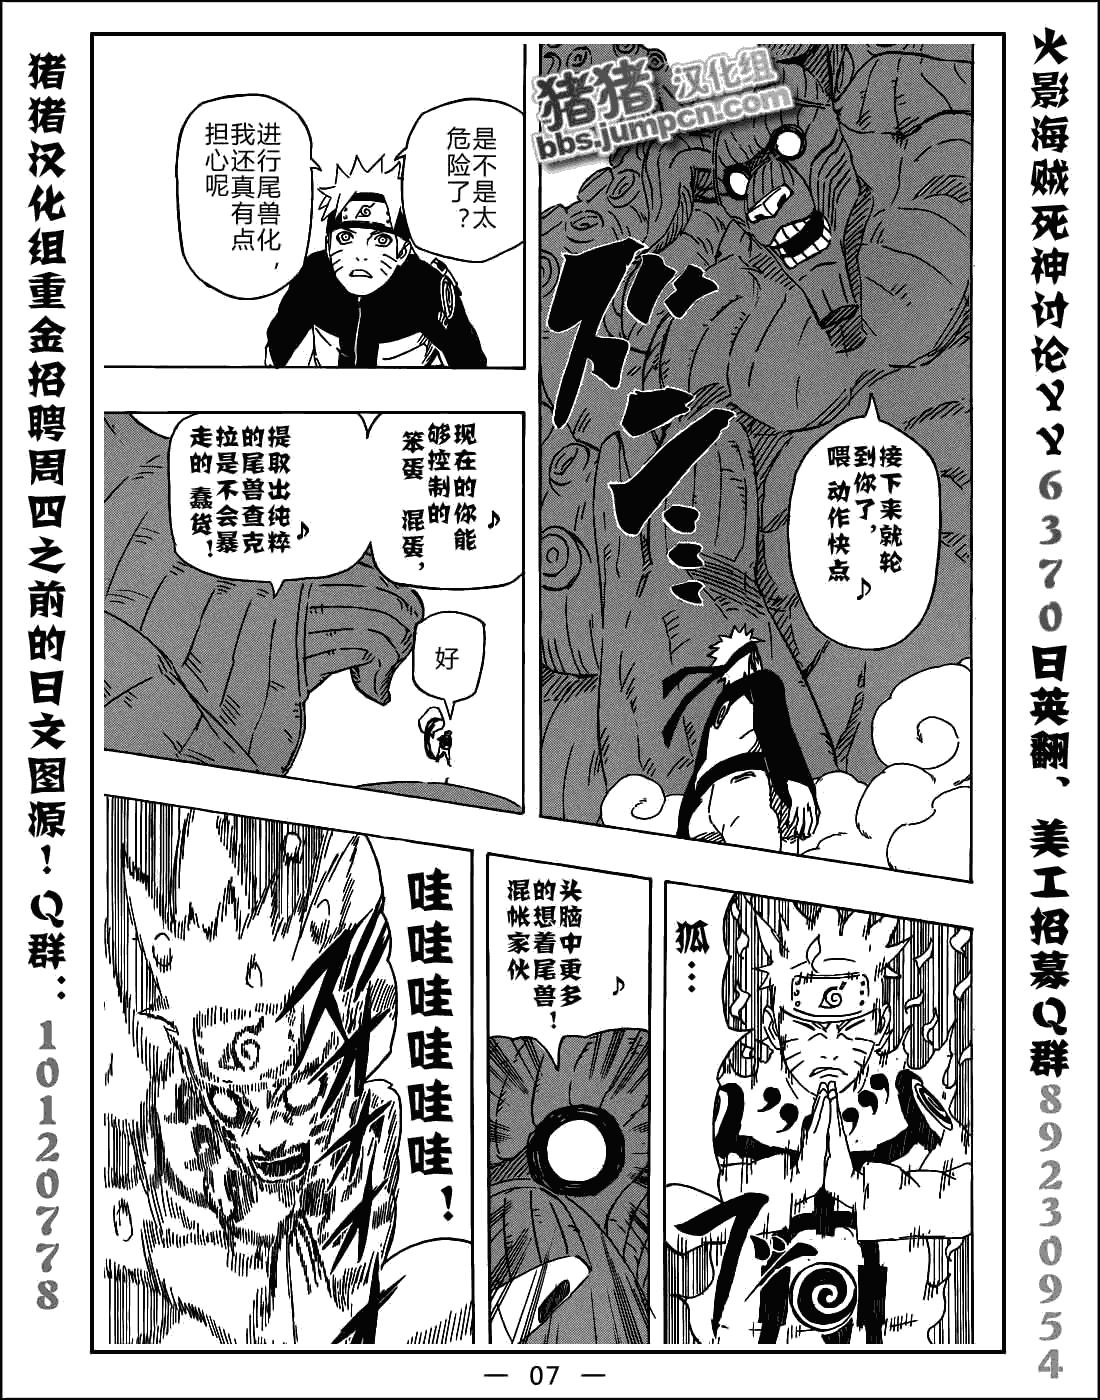 猪猪汉化组
bbs.jumpcn.com
接下来就轮
到你了，
喂 动作快点♪
ズ
ン
是不是太
危险了？
进行尾兽化，
我还真有点
担心呢
现在的你能
够控制的
笨蛋 混蛋，♪
提取出纯粹
的尾兽查克
拉是不会暴
走的 蠢货！♪
好
狐…
头脑中更多
的想着尾兽！
混帐家伙♪
哇哇哇哇哇哇！
火影海贼死神讨论YY63370日英翻、美工招募Q群89230954
猪猪汉化组重金招聘周四之前的日文图源！Q群：101220778
— 07 —